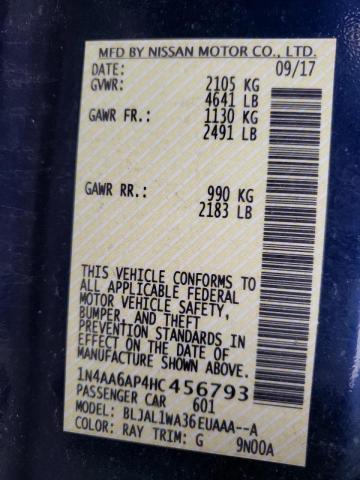 MFD BY NISSAN MOTOR CO., LTD.
DATE: 09/17
GVWR: 2105 KG
4641 LB
GAWR FR.: 1130 KG
2491 LB
GAWR RR.: 990 KG
2183 LB
THIS VEHICLE CONFORMS TO
ALL APPLICABLE FEDERAL
MOTOR VEHICLE SAFETY,
BUMPER, AND THEFT
PREVENTION STANDARDS IN
EFFECT ON THE DATE OF
MANUFACTURE SHOWN ABOVE.
1N4AA6AP4HC456793
PASSENGER CAR 601
MODEL: BLJAL1WA36EUAAA--A
COLOR: RAY TRIM: G 9N00A